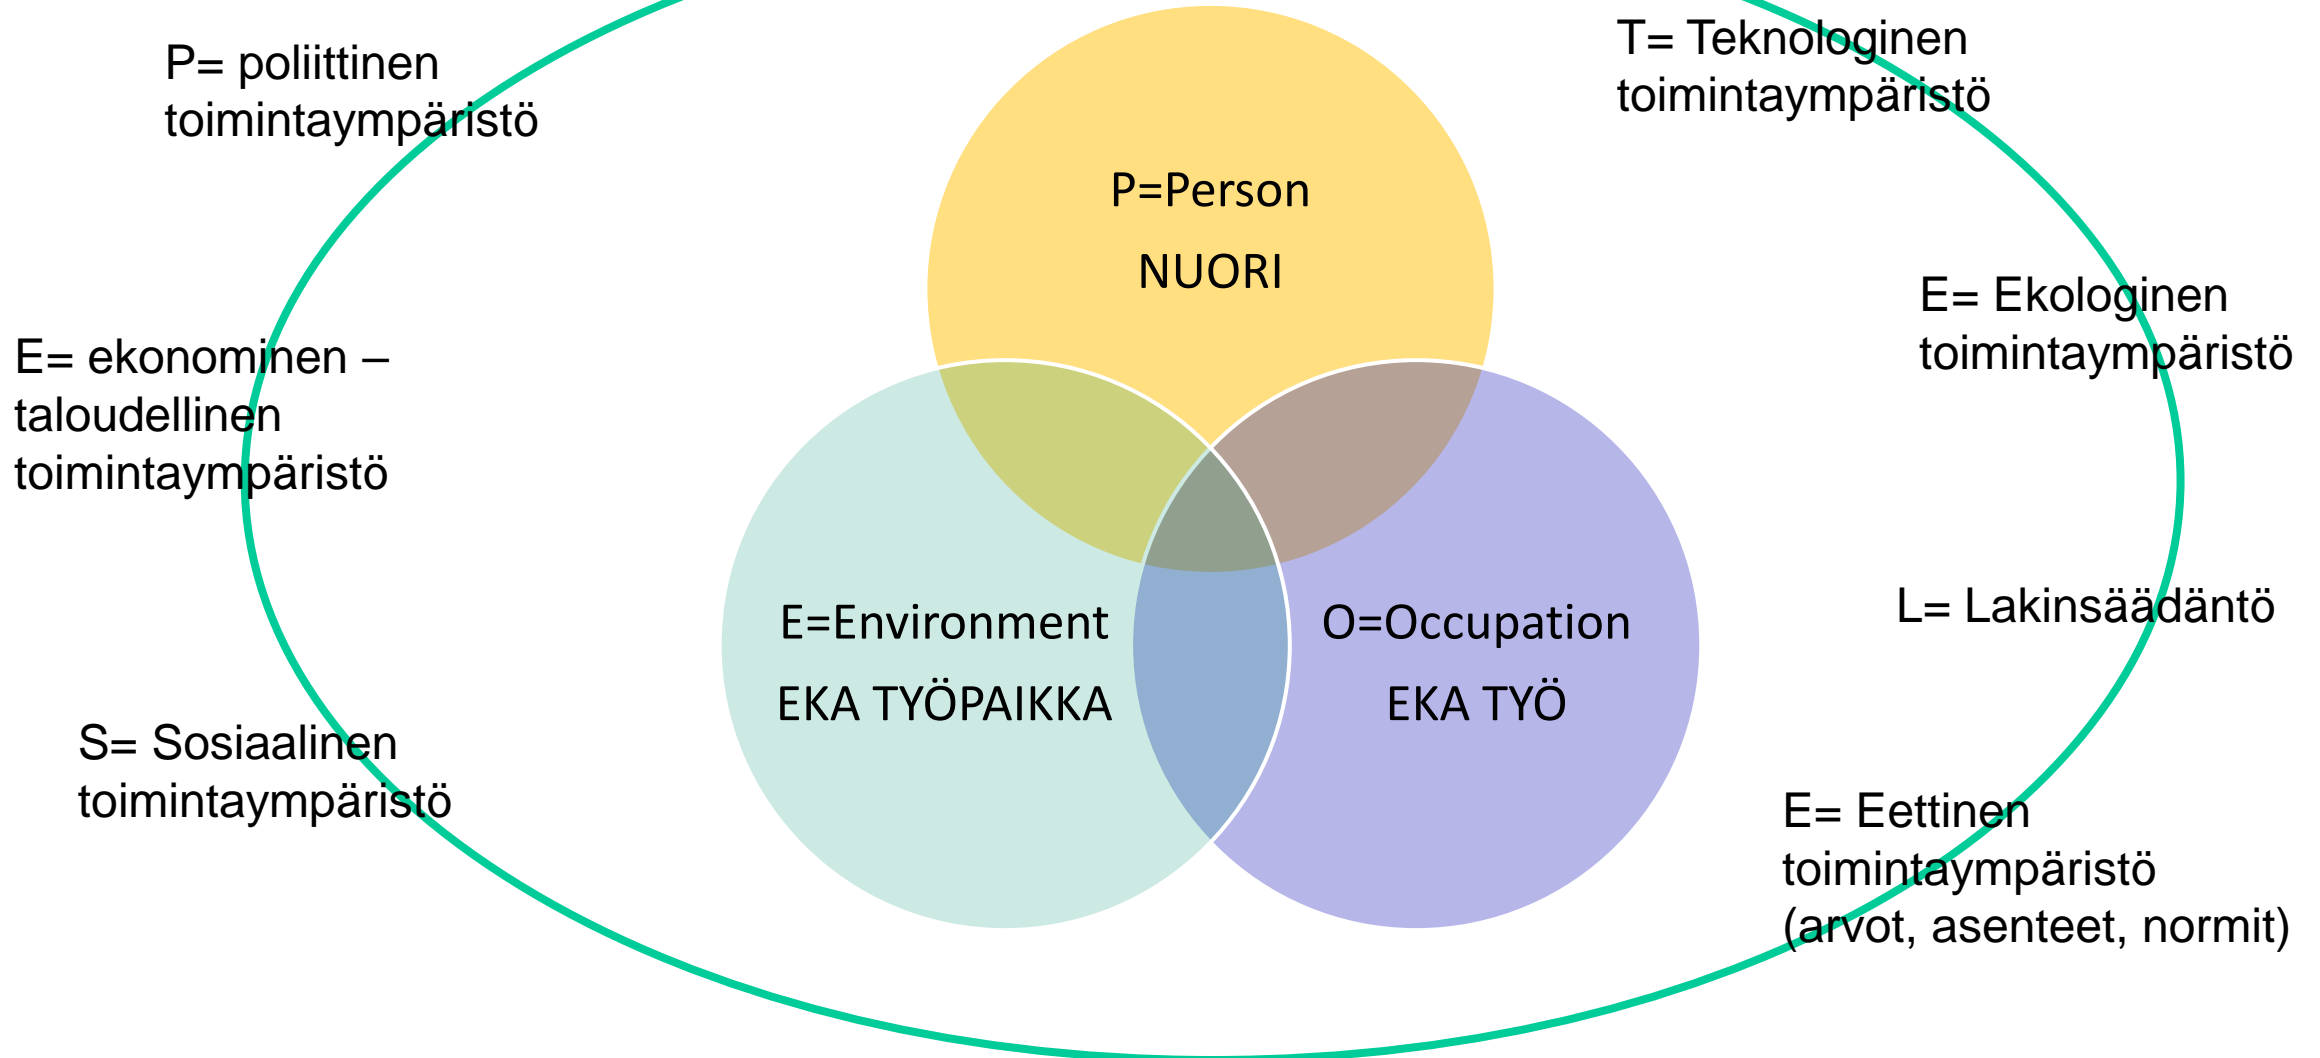 P= poliittinen
toimintaympäristö
E= ekonominen –
taloudellinen
toimintaympäristö
S= Sosiaalinen
toimintaympäristö
P=Person
NUORI
E=Environment
EKA TYÖPAIKKA
O=Occupation
EKA TYÖ
T= Teknologinen
toimintaympäristö
E= Ekologinen
toimintaympäristö
L= Lakinsäädäntö
E= Eettinen
toimintaympäristö
(arvot, asenteet, normit)